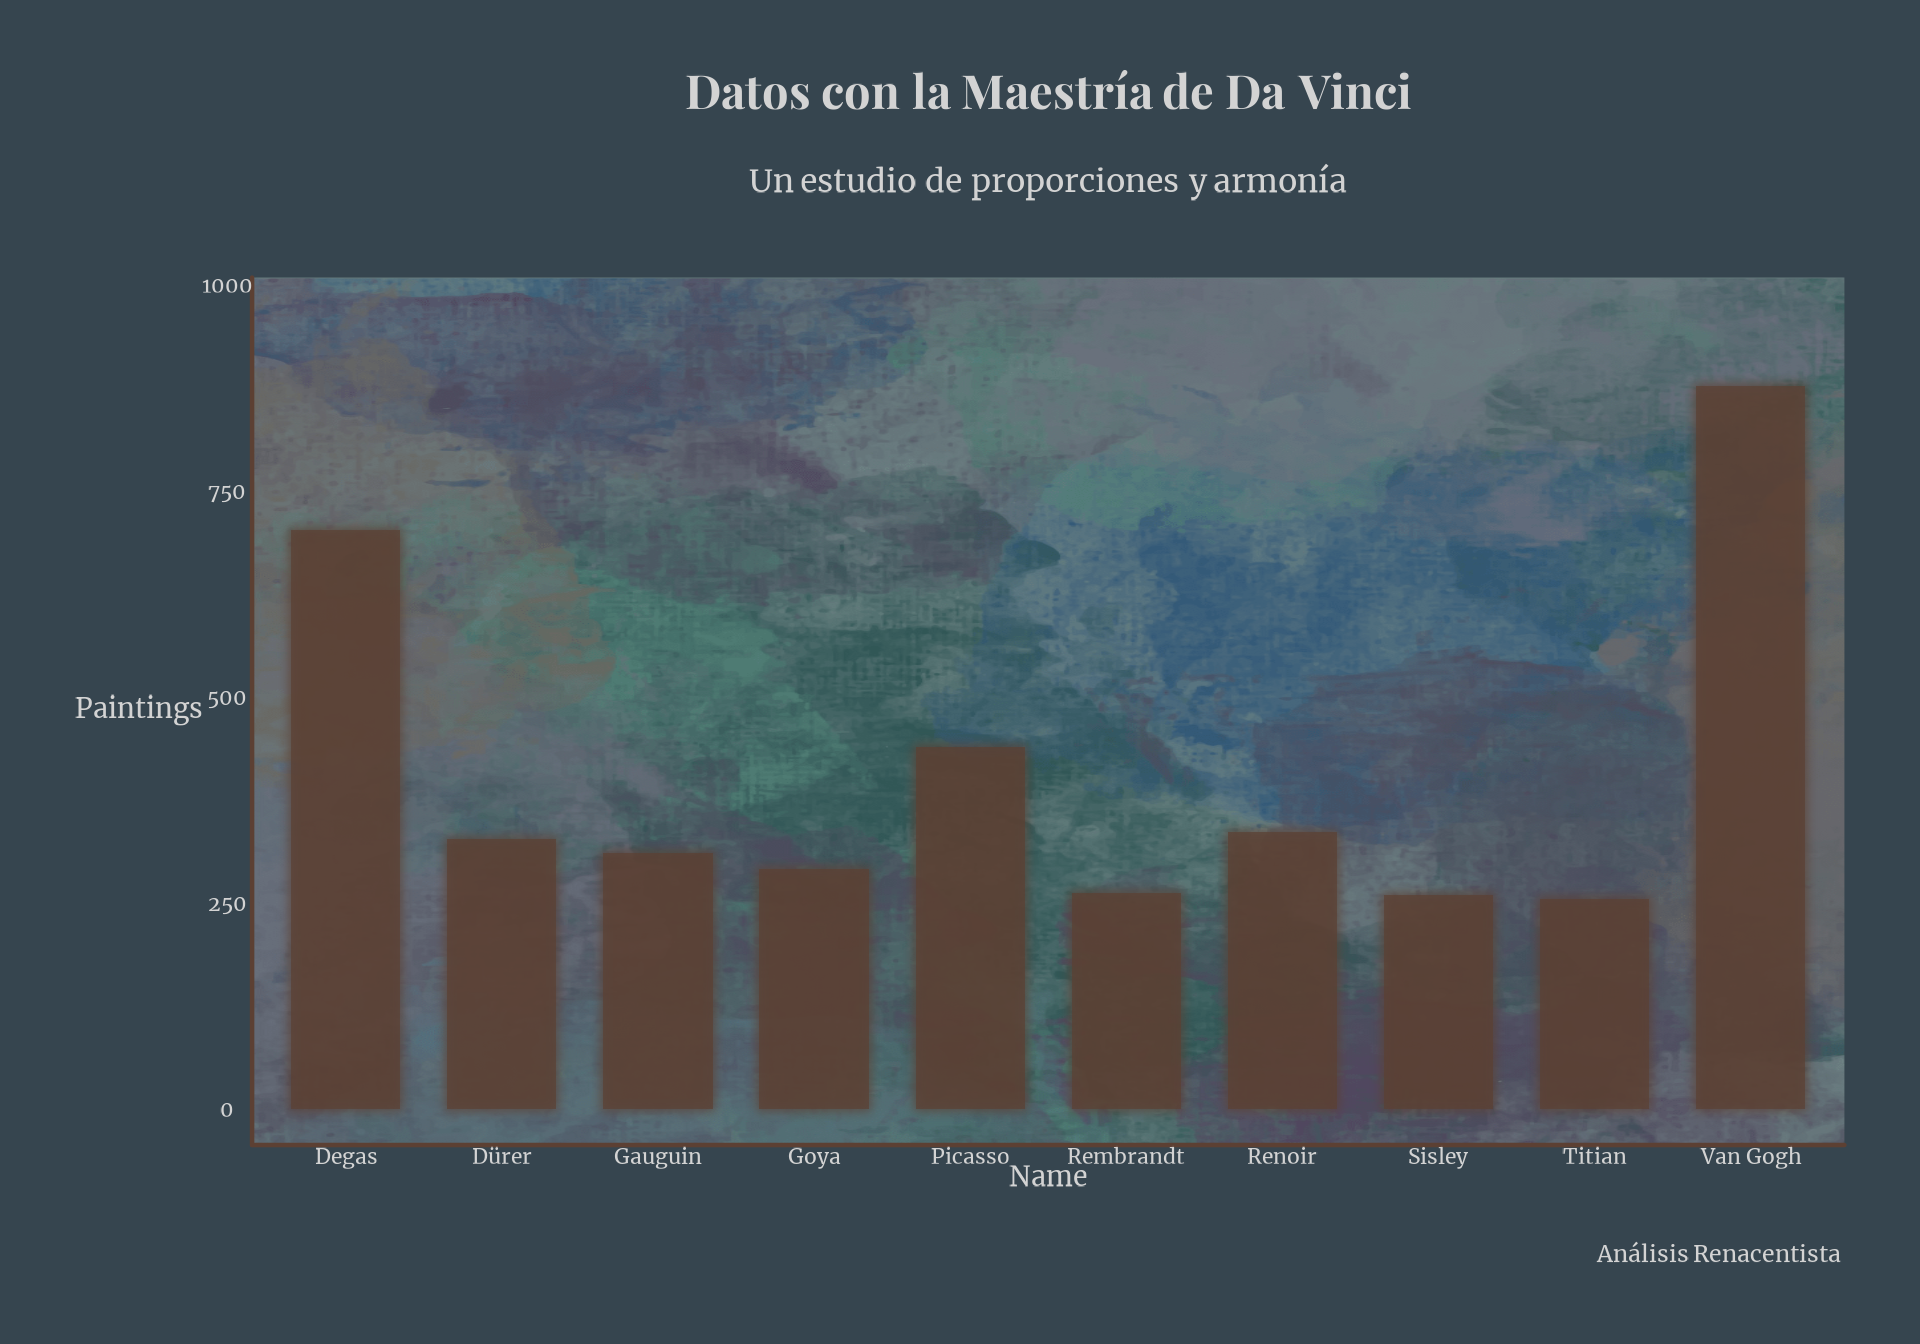 Datos con la Maestría de Da Vinci
Un estudio de proporciones y armonía
1000
750
500
250
0
Paintings
Degas Dürer Gauguin Goya Picasso Rembrandt Renoir Sisley Titian Van Gogh
Name
Análisis Renacentista